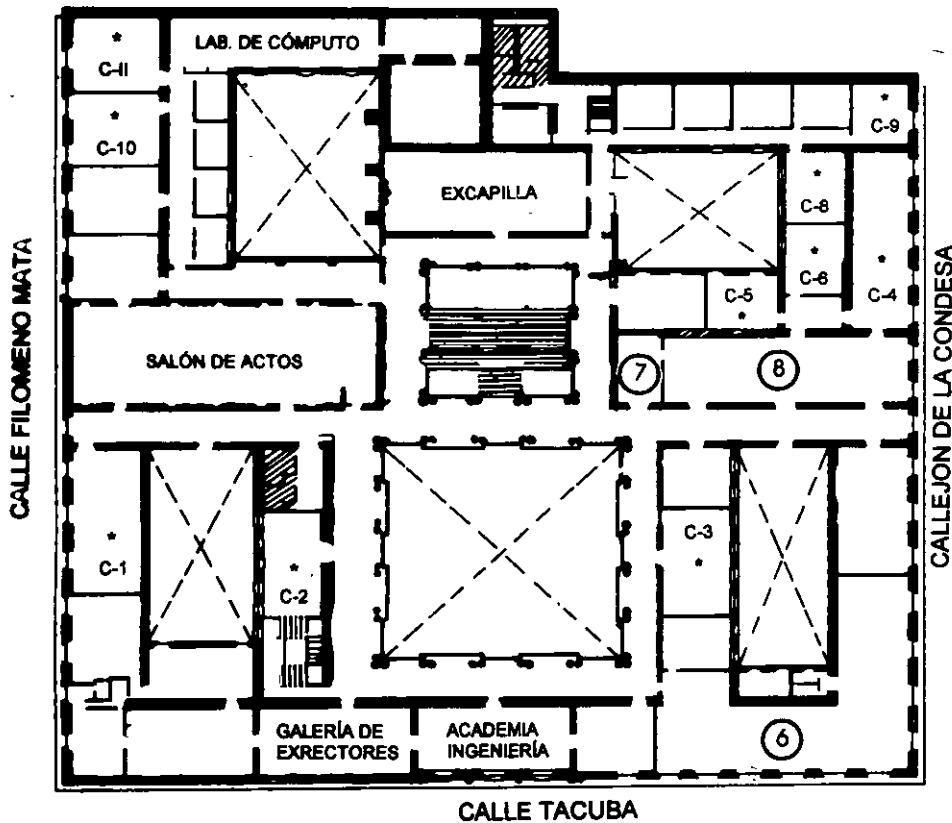 LAB. DE CÓMPUTO
*
C-11
*
C-10
*
C-9
EXCAPILLA
*
C-8
*
C-6
*
C-4
C-5
*
CALLE FILOMENO MATA
SALÓN DE ACTOS
7
8
CALLEJON DE LA CONDESA
*
C-1
*
C-2
C-3
*
GALERÍA DE
EXRECTORES
ACADEMIA
INGENIERÍA
6
CALLE TACUBA